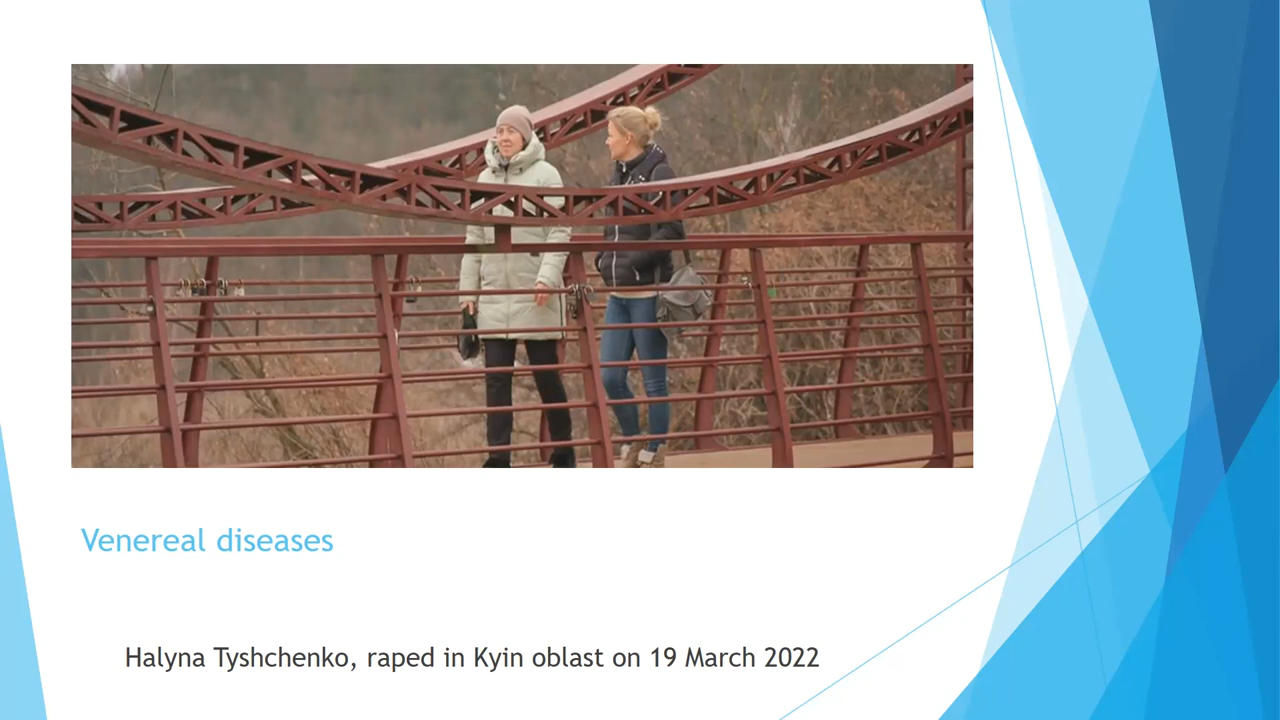 Venereal diseases
Halyna Tyshchenko, raped in Kyin oblast on 19 March 2022